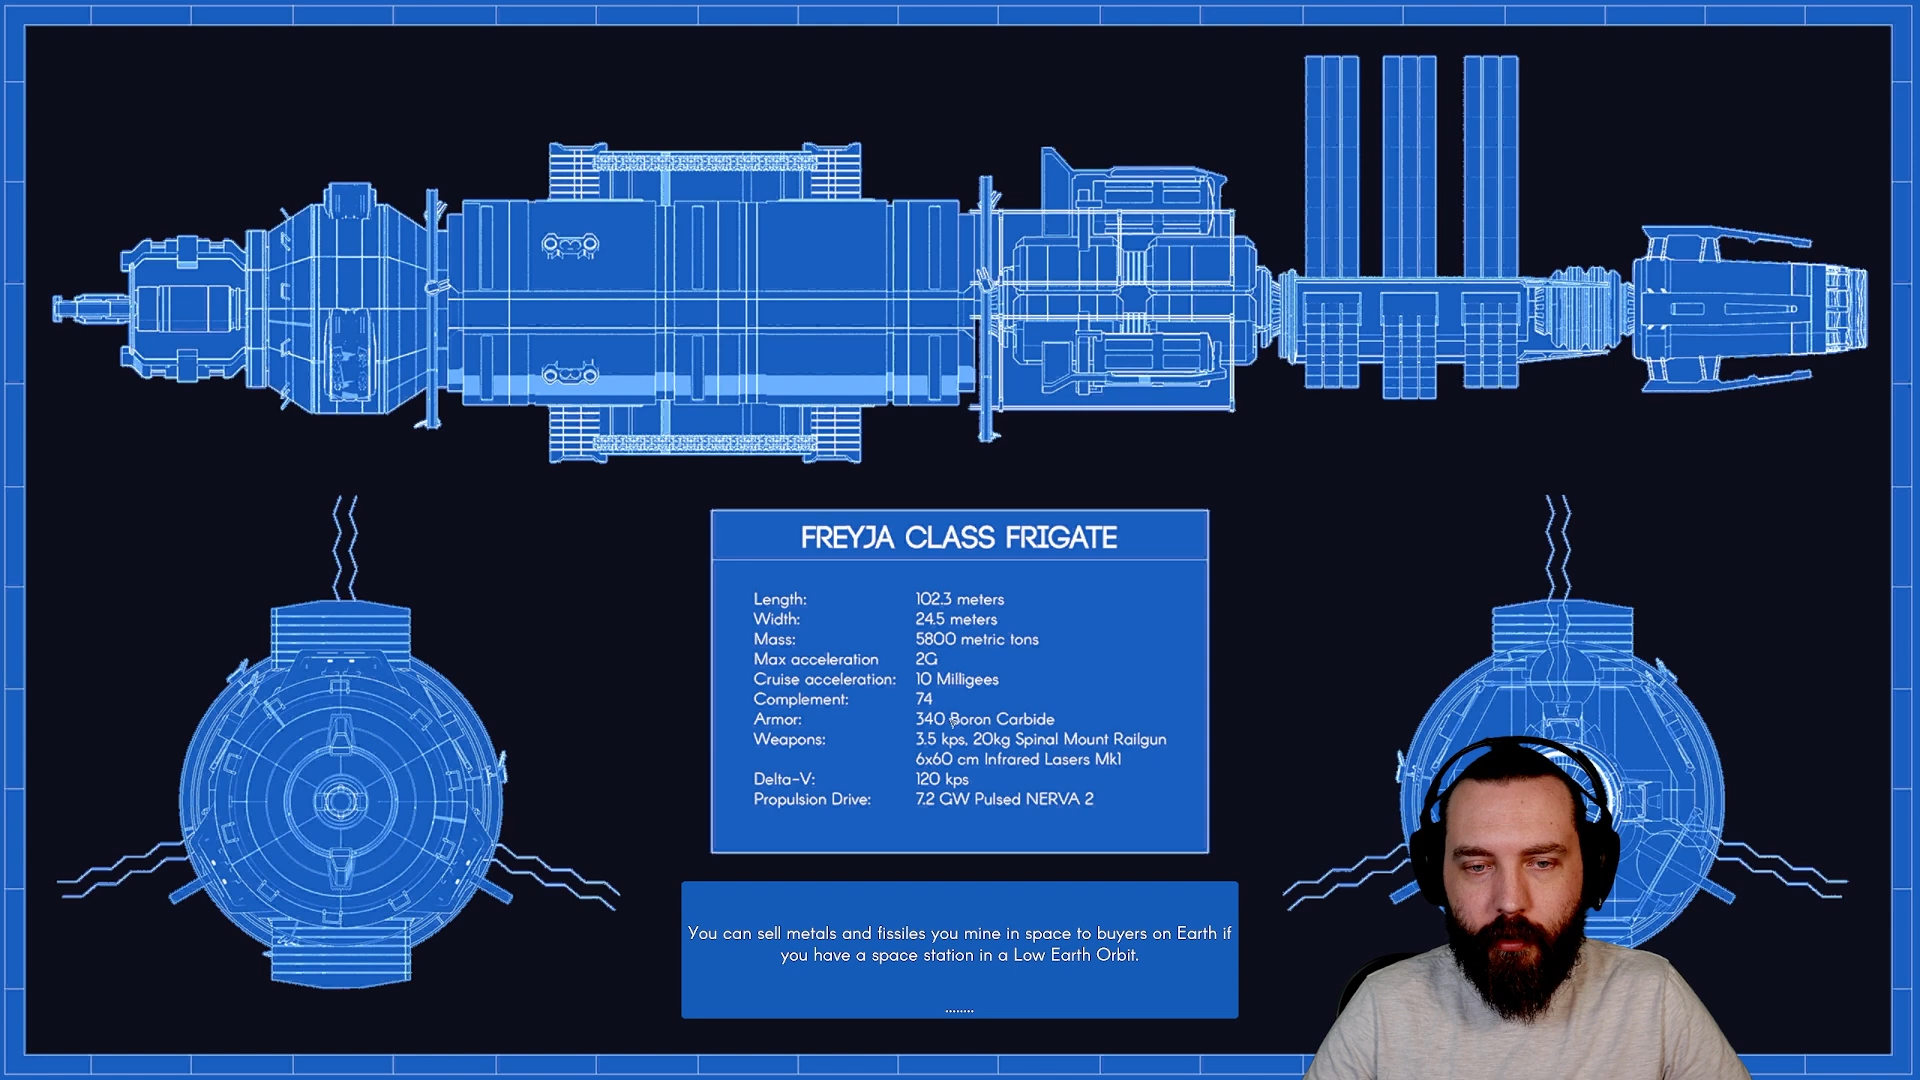 FREYJA CLASS FRIGATE
Length: 102.3 meters
Width: 24.5 meters
Mass: 5800 metric tons
Max acceleration 2G
Cruise acceleration: 10 Milligees
Complement: 74
Armor: 340 Boron Carbide
Weapons: 3.5 kps, 20kg Spinal Mount Railgun
6x60 cm Infrared Lasers Mk1
Delta-V: 120 kps
Propulsion Drive: 7.2 GW Pulsed NERVA 2
You can sell metals and fissiles you mine in space to buyers on Earth if
you have a space station in a Low Earth Orbit.
........